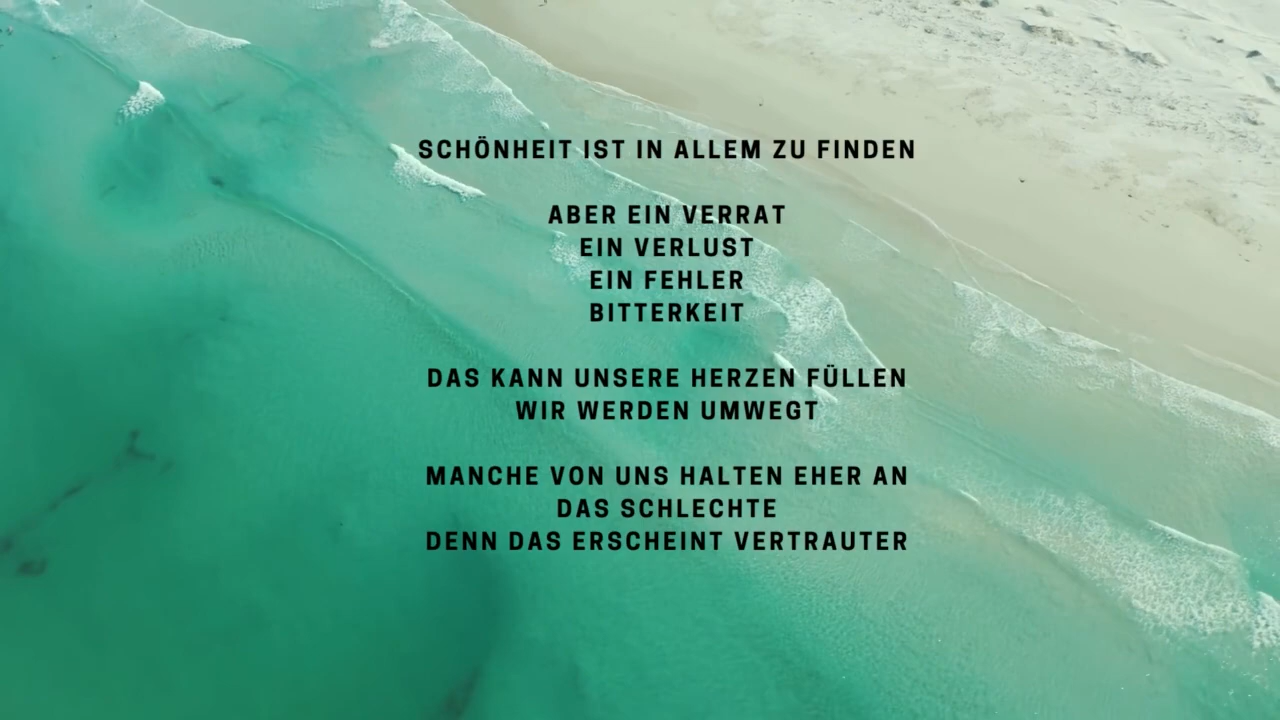 SCHÖNHEIT IST IN ALLEM ZU FINDEN
ABER EIN VERRAT
EIN VERLUST
EIN FEHLER
BITTERKEIT
DAS KANN UNSERE HERZEN FÜLLEN
WIR WERDEN UMWEGT
MANCHE VON UNS HALTEN EHER AN
DAS SCHLECHTE
DENN DAS ERSCHEINT VERTRAUTER